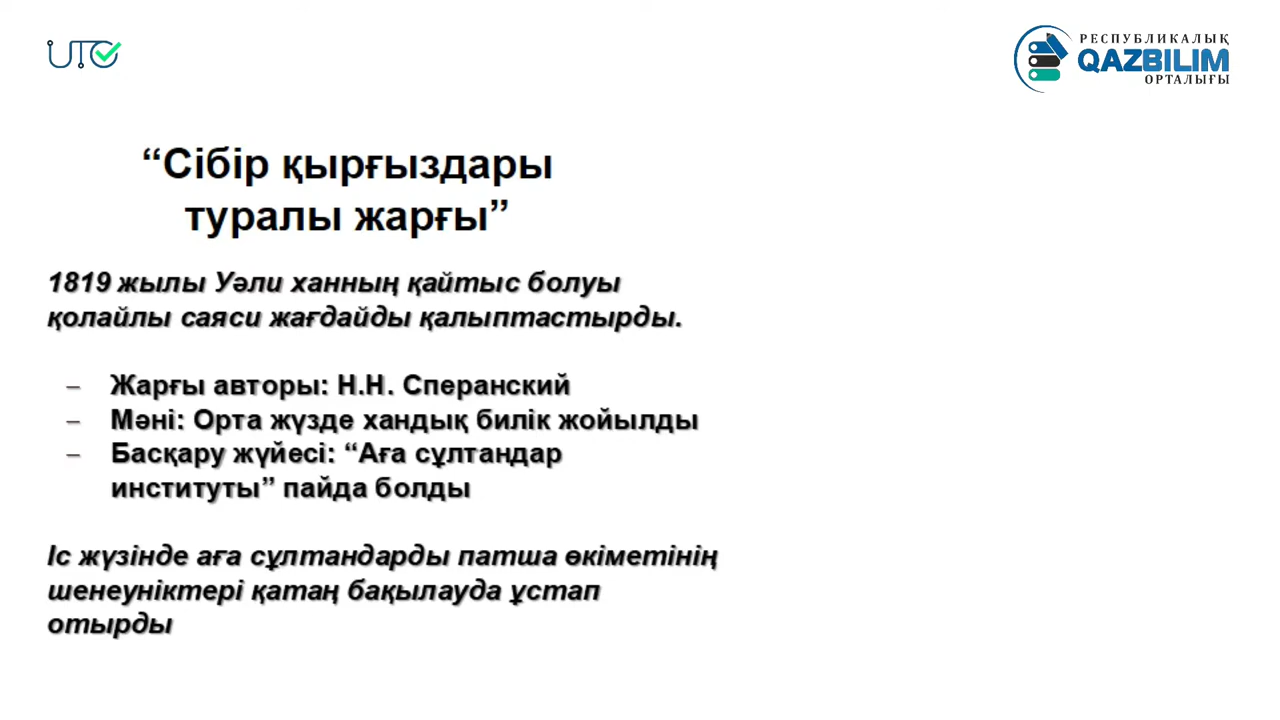 UTO
РЕСПУБЛИКАЛЫҚ
QAZBILIM
ОРТАЛЫҒЫ
“Сібір қырғыздары
туралы жарғы”
1819 жылы Уәли ханның қайтыс болуы
қолайлы саяси жағдайды қалыптастырды.
– Жарғы авторы: Н.Н. Сперанский
– Мәні: Орта жүзде хандық билік жойылды
– Басқару жүйесі: “Аға сұлтандар
институты” пайда болды
Іс жүзінде аға сұлтандарды патша өкіметінің
шенеуніктері қатаң бақылауда ұстап
отырды